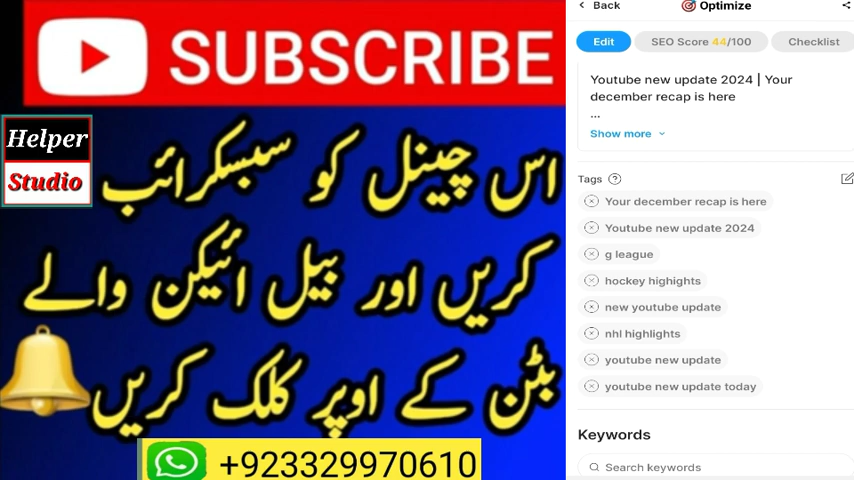 SUBSCRIBE
Helper
Studio
اس چینل کو سبسکرائب
کریں اور بیل ائیکن والے
بٹن کے اوپر کلک کریں
+923329970610
Back
Optimize
Edit
SEO Score 44/100
Checklist
Youtube new update 2024 | Your
december recap is here
...
Show more
Tags
Your december recap is here
Youtube new update 2024
g league
hockey highights
new youtube update
nhl highlights
youtube new update
youtube new update today
Keywords
Search keywords